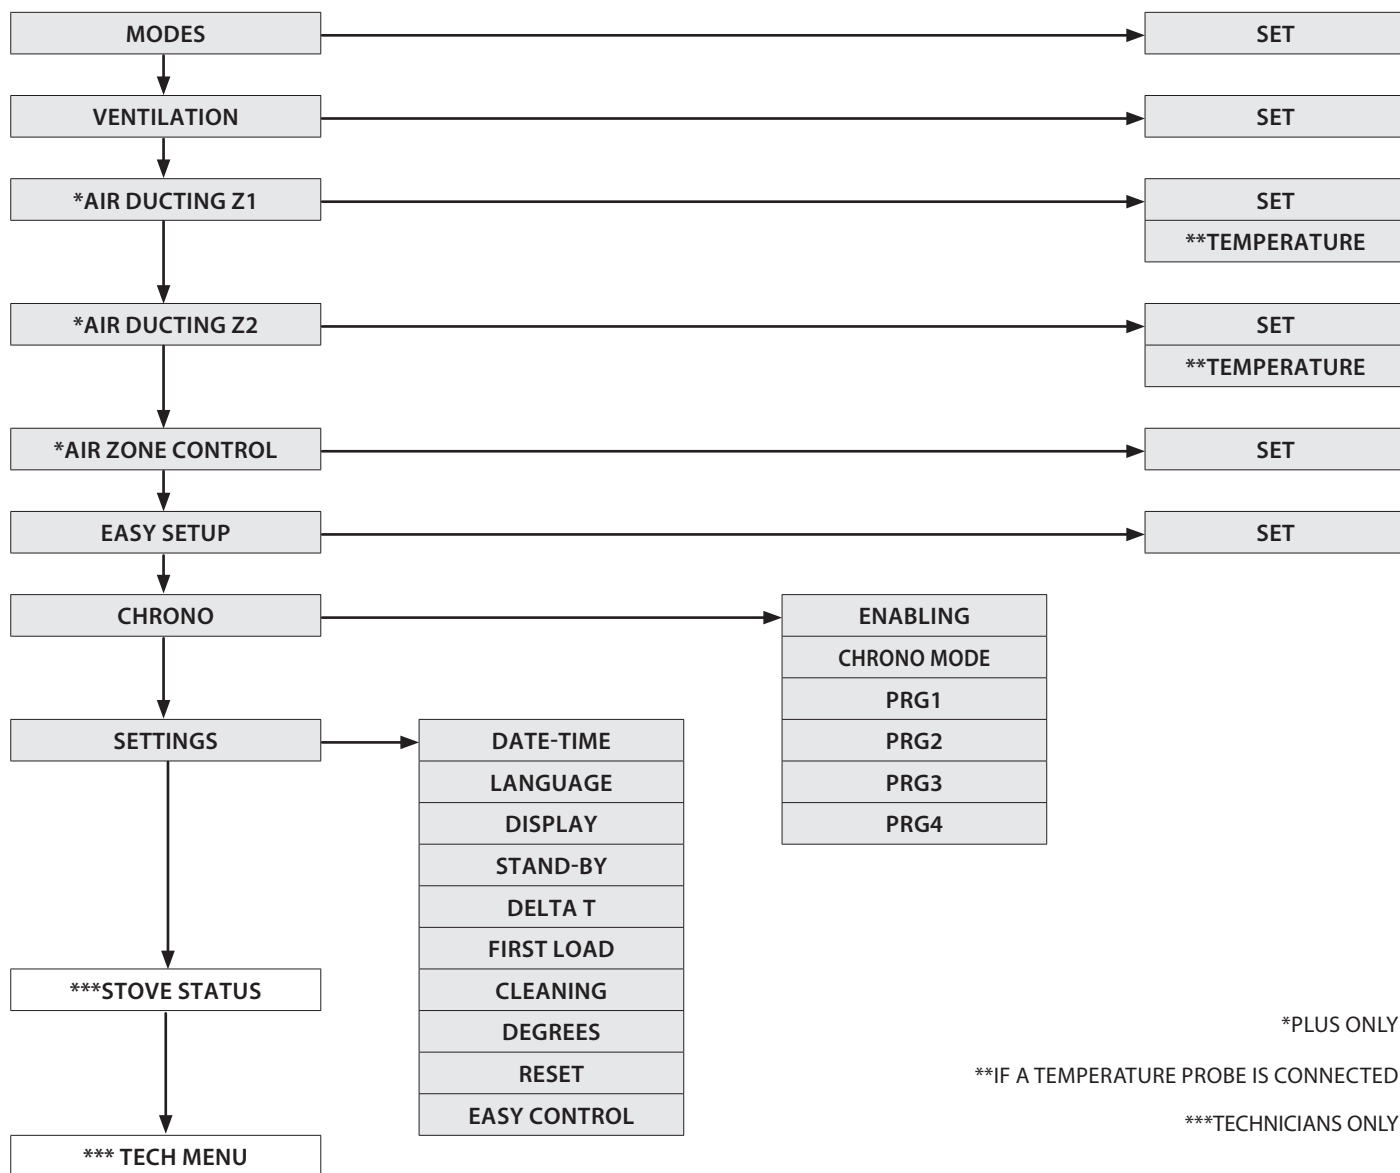 MODES
SET
VENTILATION
SET
*AIR DUCTING Z1
SET
**TEMPERATURE
*AIR DUCTING Z2
SET
**TEMPERATURE
*AIR ZONE CONTROL
SET
EASY SETUP
SET
CHRONO
ENABLING
CHRONO MODE
PRG1
PRG2
PRG3
PRG4
SETTINGS
DATE-TIME
LANGUAGE
DISPLAY
STAND-BY
DELTA T
FIRST LOAD
CLEANING
DEGREES
RESET
EASY CONTROL
***STOVE STATUS
*** TECH MENU
*PLUS ONLY
**IF A TEMPERATURE PROBE IS CONNECTED
***TECHNICIANS ONLY